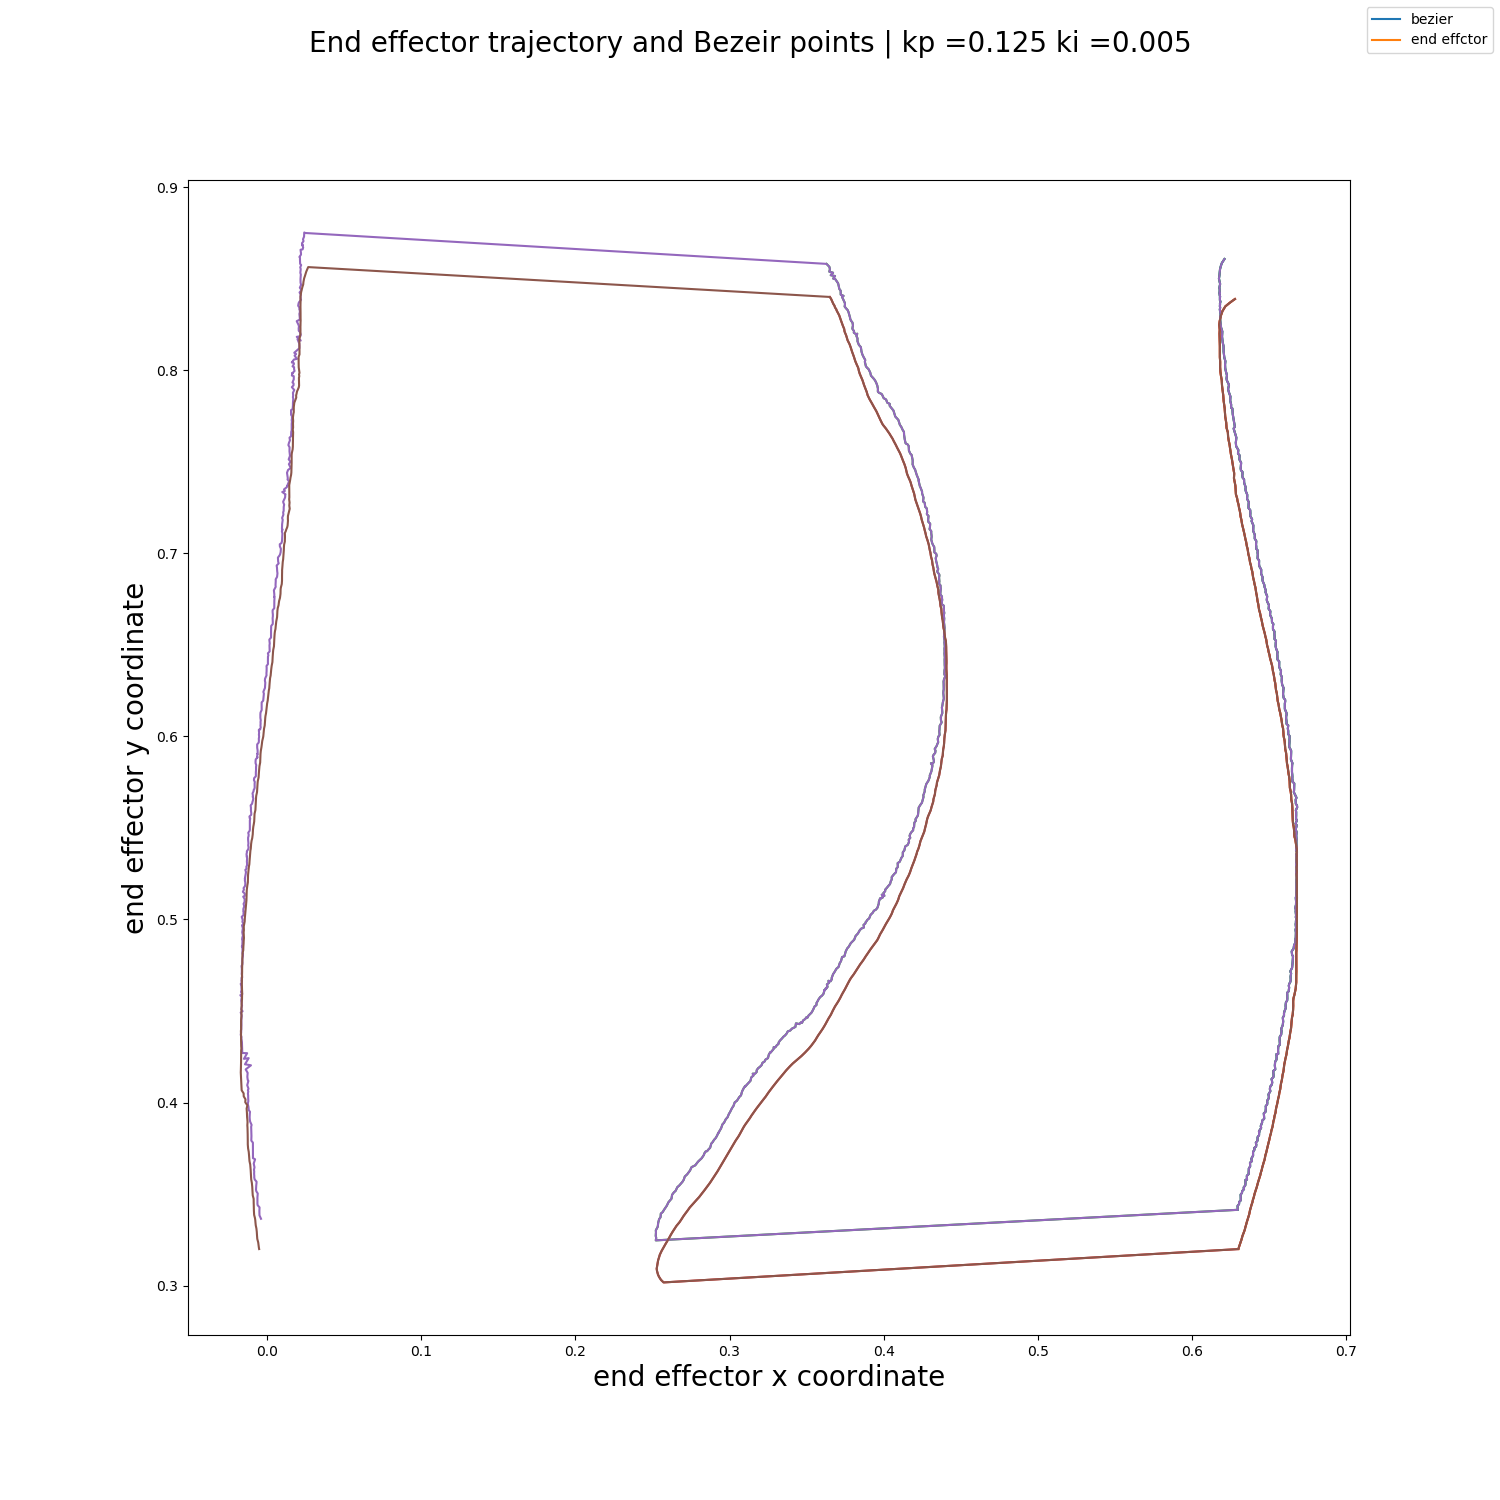 End effector trajectory and Bezeir points | kp =0.125 ki =0.005
bezier
end effctor
0.9
0.8
0.7
0.6
0.5
0.4
0.3
end effector y coordinate
0.0 0.1 0.2 0.3 0.4 0.5 0.6 0.7
end effector x coordinate